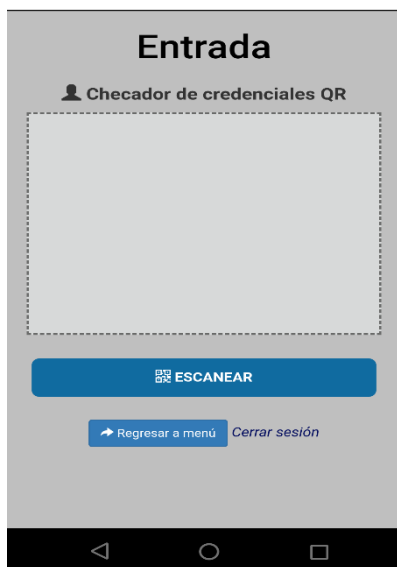 Entrada
Checador de credenciales QR
ESCANEAR
Regresar a menú Cerrar sesión